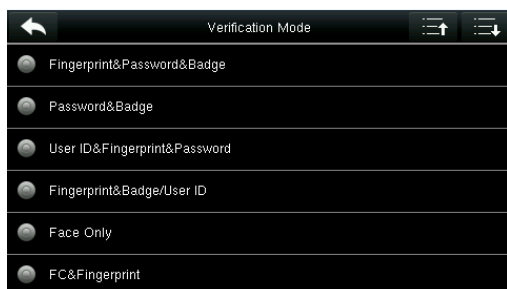 Verification Mode
Fingerprint&Password&Badge
Password&Badge
User ID&Fingerprint&Password
Fingerprint&Badge/User ID
Face Only
FC&Fingerprint